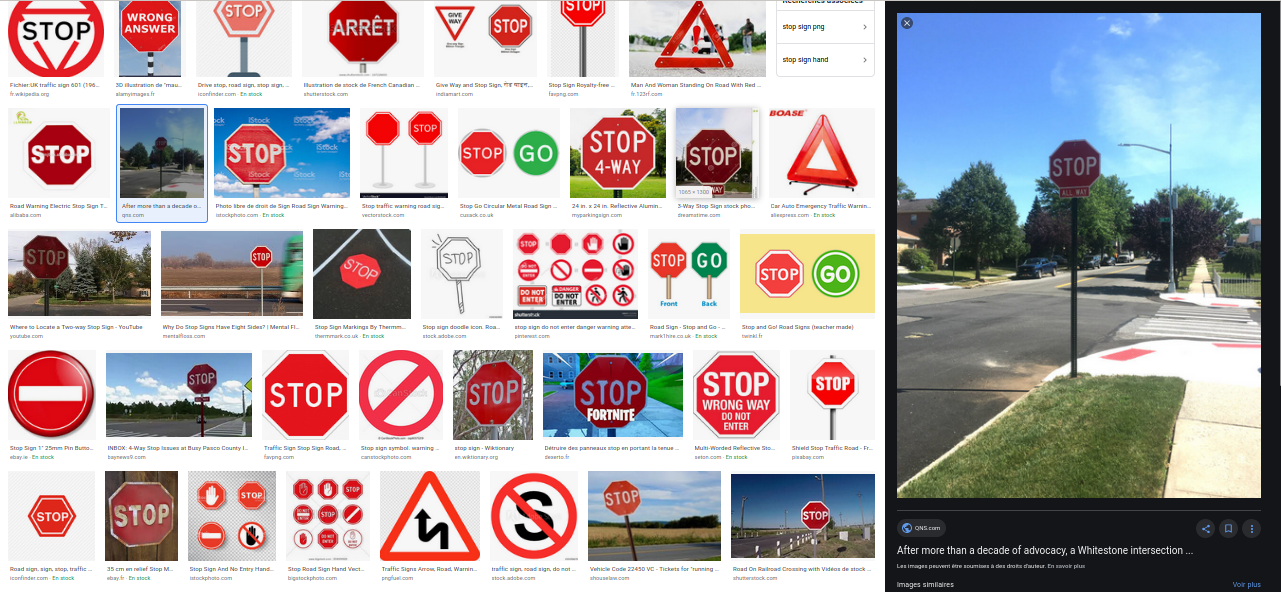 Recherches associées
stop sign png
stop sign hand
STOP
WRONG
ANSWER
STOP
ARRÊT
GIVE
WAY
STOP
STOP
Fichier:UK traffic sign 601 (196...
fr.wikipedia.org
3D Illustration de "mau...
alamyimages.fr
Drive stop, road sign, stop sign, ...
iconfinder.com · En stock
Illustration de stock de French Canadian ...
shutterstock.com
Give Way and Stop Sign, गेट पाइप...
indiamart.com
Stop Sign Royalty-free ...
favpng.com
Man And Woman Standing On Road With Red ...
fr.123rf.com
STOP
iStock
STOP
STOP
STOP
GO
STOP
4-WAY
STOP
WAY
1065 × 1300
BOASE
Road Warning Electric Stop Sign T...
alibaba.com
After more than a decade o...
qns.com
Photo libre de droit de Sign Road Sign Warning...
istockphoto.com · En stock
Stop traffic warning road sig...
vectorstock.com
Stop Go Circular Metal Road Sign ...
cusack.co.uk
24 in. x 24 in. Reflective Alumin...
myparkingsign.com
3-Way Stop Sign stock pho...
dreamstime.com
Car Auto Emergency Traffic Warnin...
aliexpress.com · En stock
STOP
STOP
STOP
STOP
STOP
DO NOT
ENTER
DANGER
DO NOT
ENTER
shutterstock
STOP
GO
Front
Back
STOP
GO
Where to Locate a Two-way Stop Sign - YouTube
youtube.com
Why Do Stop Signs Have Eight Sides? | Mental Fl...
mentalfloss.com
Stop Sign Markings By Thermm...
thermmark.co.uk · En stock
Stop sign doodle icon. Roa...
stock.adobe.com
stop sign do not enter danger warning atte...
pinterest.com
Road Sign - Stop and Go - ...
mark1hire.co.uk · En stock
Stop and Go! Road Signs (teacher made)
twinkl.fr
STOP
STOP
STOP
STOP
FORTNITE
STOP
WRONG WAY
DO NOT
ENTER
STOP
Stop Sign 1" 25mm Pin Butto...
ebay.ie · En stock
INBOX: 4-Way Stop Issues at Busy Pasco County I...
baynews9.com
Traffic Sign Stop Sign Road, ...
favpng.com
Stop sign symbol. warning ...
canstockphoto.com
stop sign - Wiktionary
en.wiktionary.org
Détruire des panneaux stop en portant la tenue ...
deserto.fr
Multi-Worded Reflective Sto...
seton.com · En stock
Shield Stop Traffic Road - Fr...
pixabay.com
STOP
STOP
STOP
STOP
STOP
S
STOP
STOP
Road sign, sign, stop, traffic ...
iconfinder.com · En stock
35 cm en relief Stop M...
ebay.fr · En stock
Stop Sign And No Entry Hand...
istockphoto.com
Stop Road Sign Hand Vect...
bigstockphoto.com
Traffic Signs Arrow, Road, Warnin...
pngfuel.com
traffic sign. road sign, do not ...
stock.adobe.com
Vehicle Code 22450 VC - Tickets for "running ...
shouselaw.com
Road On Railroad Crossing with Vidéos de stock ...
shutterstock.com
STOP
ALL WAY
QNS.com
After more than a decade of advocacy, a Whitestone intersection ...
Les images peuvent être soumises à des droits d'auteur. En savoir plus
Images similaires
Voir plus